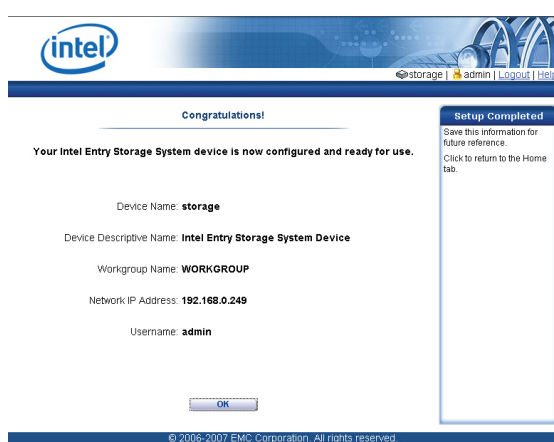 intel
storage | admin | Logout | Help
Congratulations!
Your Intel Entry Storage System device is now configured and ready for use.
Device Name: storage
Device Descriptive Name: Intel Entry Storage System Device
Workgroup Name: WORKGROUP
Network IP Address: 192.168.0.249
Username: admin
OK
Setup Completed
Save this information for
future reference.
Click to return to the Home
tab.
© 2006-2007 EMC Corporation. All rights reserved.